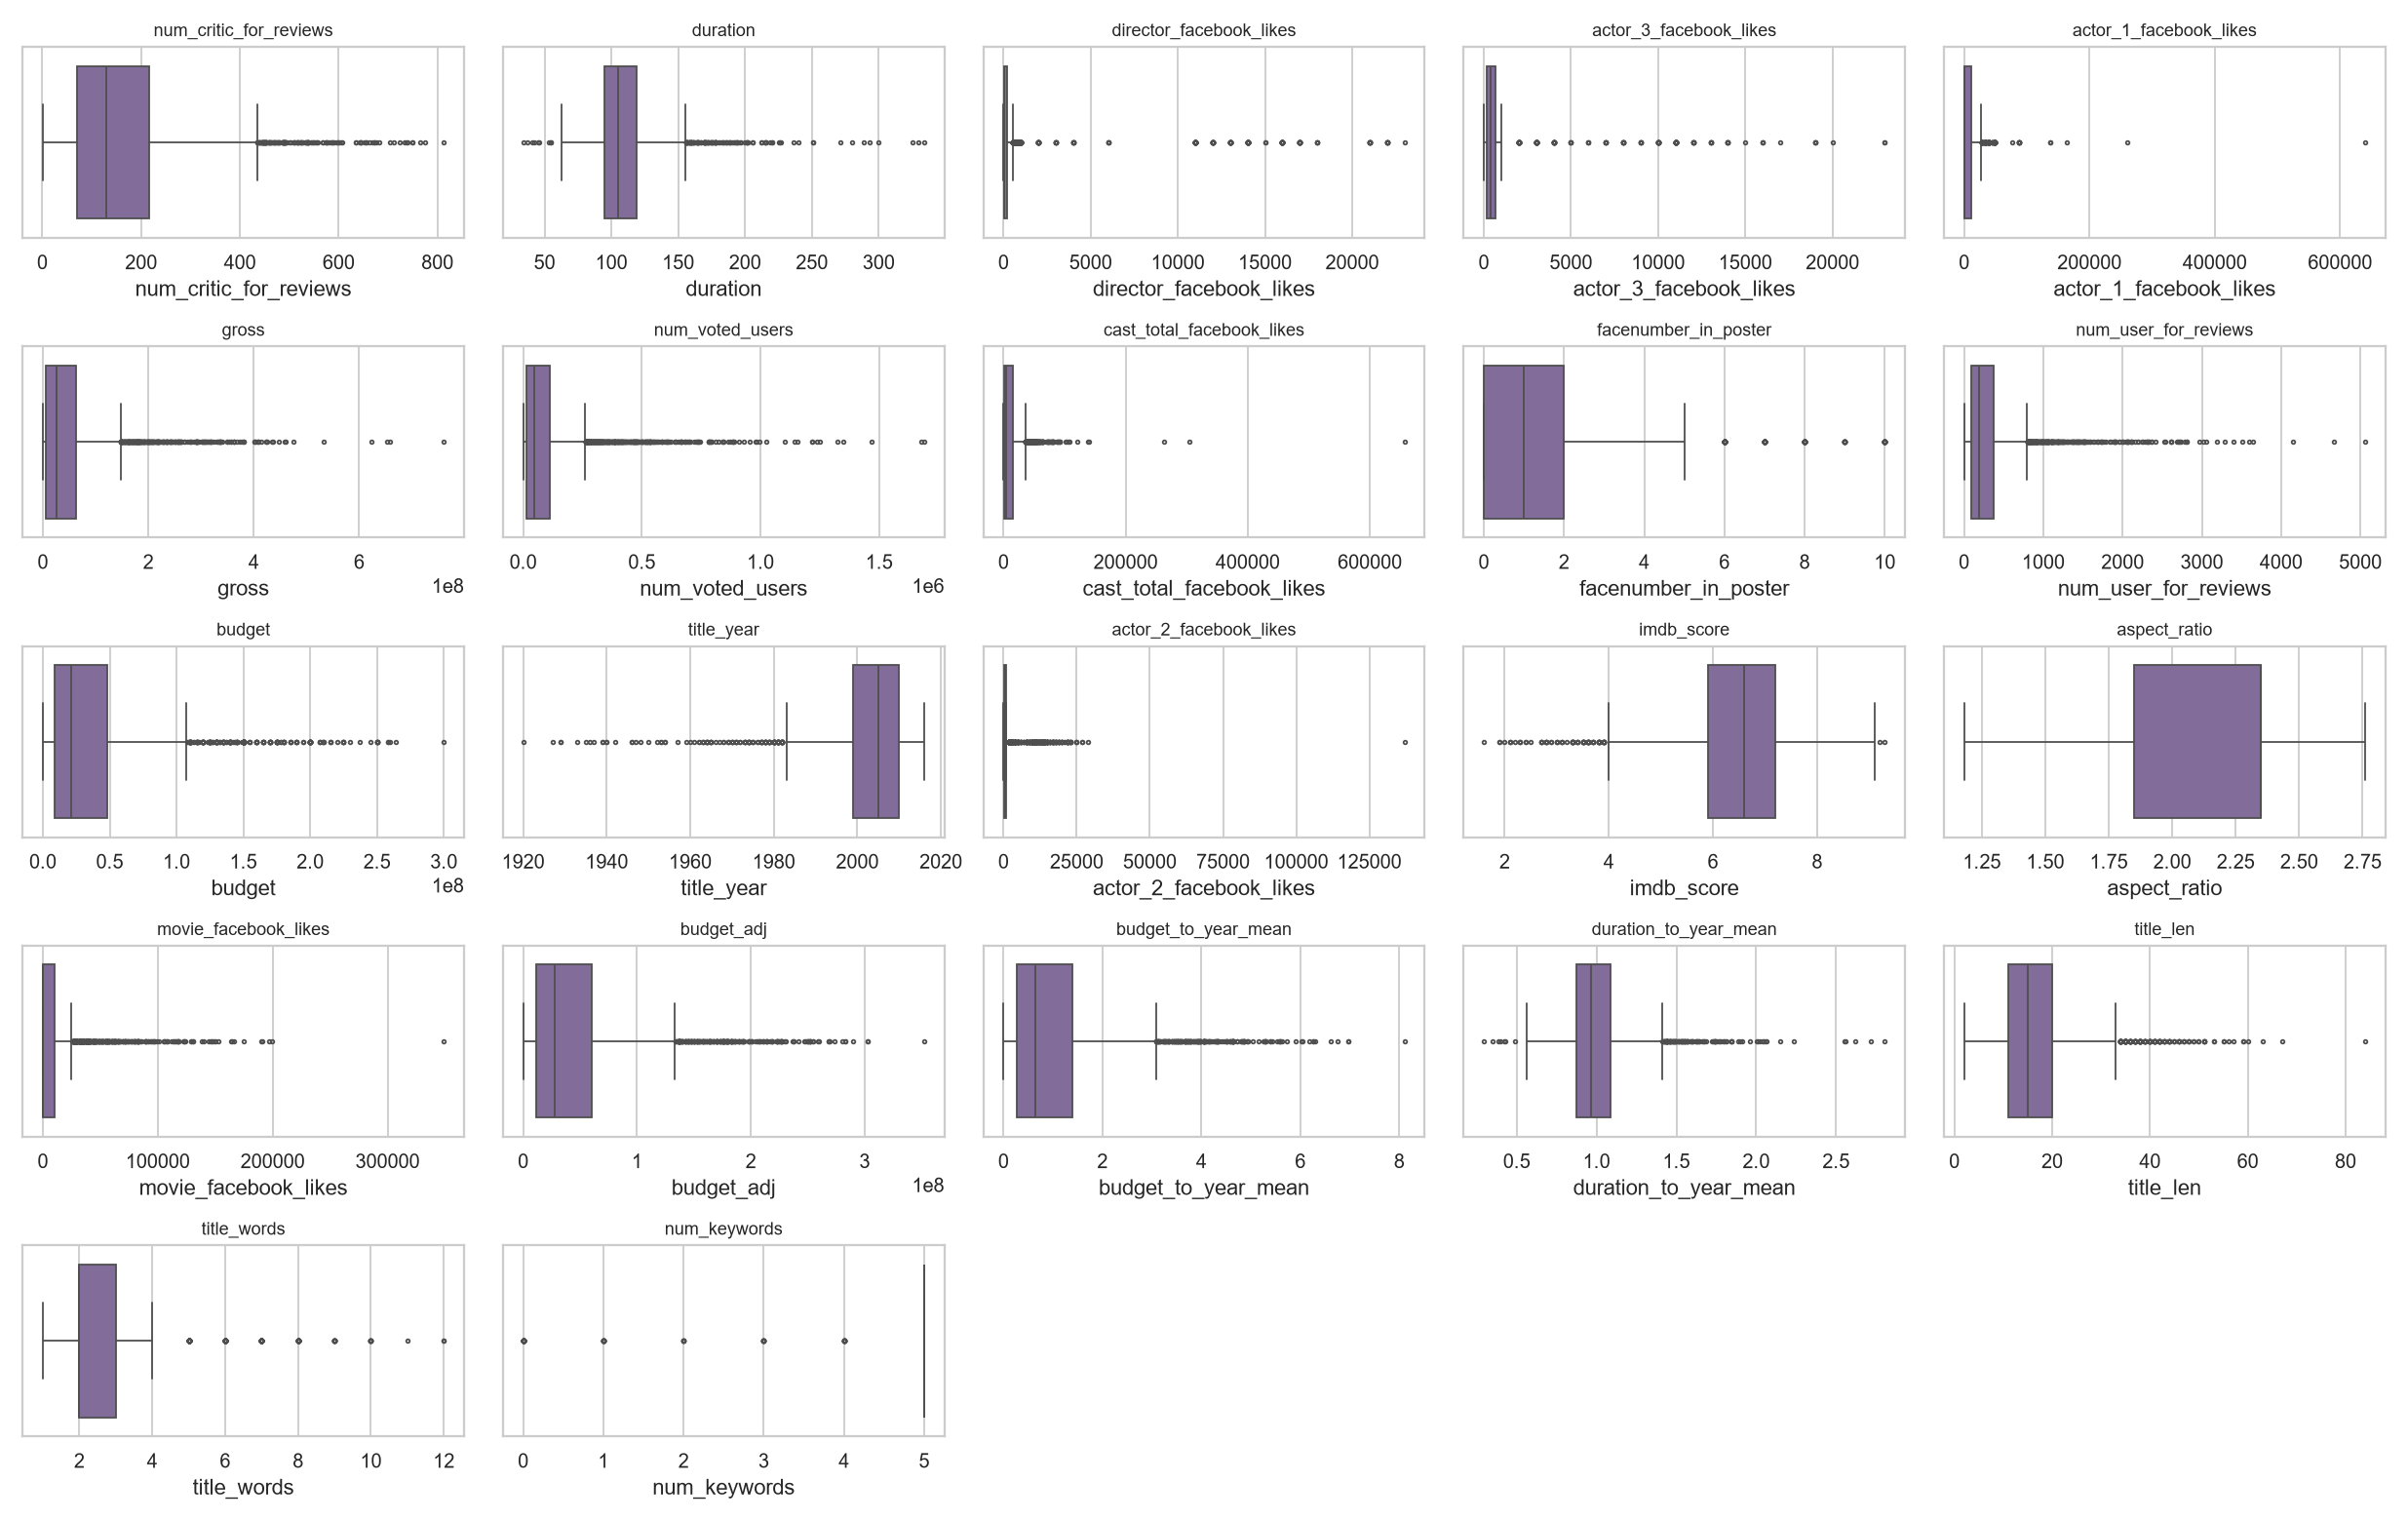 num_critic_for_reviews duration director_facebook_likes actor_3_facebook_likes actor_1_facebook_likes
0 200 400 600 800 50 100 150 200 250 300 0 5000 10000 15000 20000 0 5000 10000 15000 20000 0 200000 400000 600000
num_critic_for_reviews duration director_facebook_likes actor_3_facebook_likes actor_1_facebook_likes
gross num_voted_users cast_total_facebook_likes facenumber_in_poster num_user_for_reviews
0 2 4 6 0.0 0.5 1.0 1.5 0 200000 400000 600000 0 2 4 6 8 10 0 1000 2000 3000 4000 5000
gross 1e8 num_voted_users 1e6 cast_total_facebook_likes facenumber_in_poster num_user_for_reviews
budget title_year actor_2_facebook_likes imdb_score aspect_ratio
0.0 0.5 1.0 1.5 2.0 2.5 3.0 1920 1940 1960 1980 2000 2020 0 25000 50000 75000 100000 125000 2 4 6 8 1.25 1.50 1.75 2.00 2.25 2.50 2.75
budget 1e8 title_year actor_2_facebook_likes imdb_score aspect_ratio
movie_facebook_likes budget_adj budget_to_year_mean duration_to_year_mean title_len
0 100000 200000 300000 0 1 2 3 0 2 4 6 8 0.5 1.0 1.5 2.0 2.5 0 20 40 60 80
movie_facebook_likes budget_adj 1e8 budget_to_year_mean duration_to_year_mean title_len
title_words num_keywords
2 4 6 8 10 12 0 1 2 3 4 5
title_words num_keywords